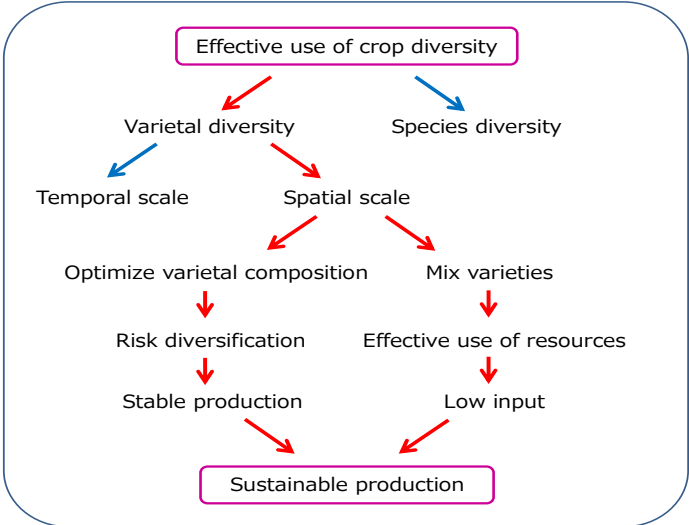 Effective use of crop diversity
Varietal diversity
Species diversity
Temporal scale
Spatial scale
Optimize varietal composition
Mix varieties
Risk diversification
Effective use of resources
Stable production
Low input
Sustainable production